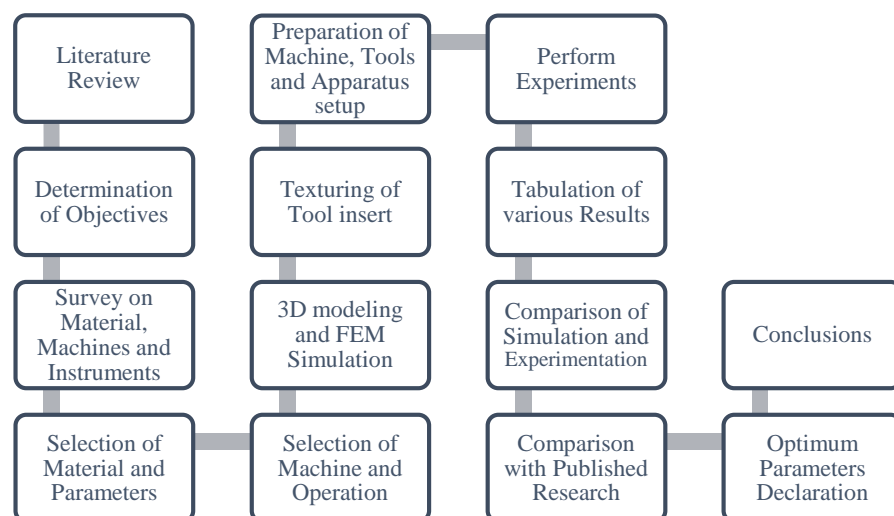 Literature
Review
Determination
of Objectives
Survey on
Material,
Machines and
Instruments
Selection of
Material and
Parameters
Selection of
Machine and
Operation
3D modeling
and FEM
Simulation
Texturing of
Tool insert
Preparation of
Machine, Tools
and Apparatus
setup
Perform
Experiments
Tabulation of
various Results
Comparison of
Simulation and
Experimentation
Comparison
with Published
Research
Optimum
Parameters
Declaration
Conclusions